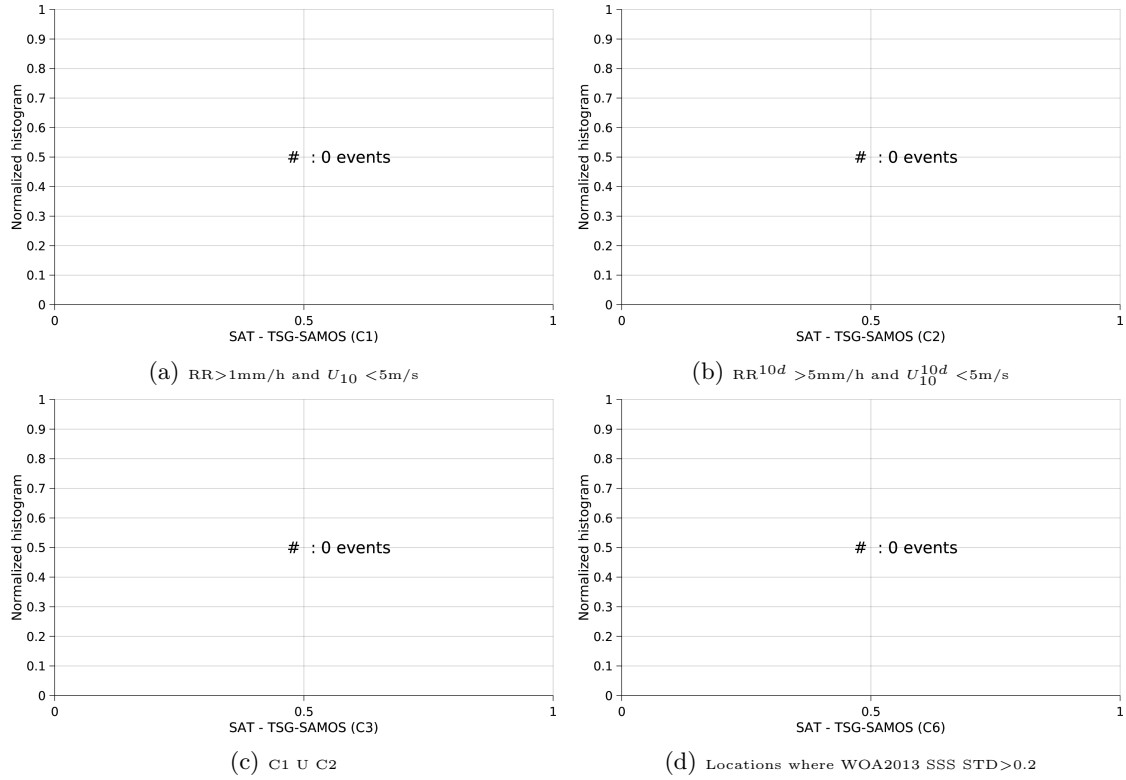 1
0.9
0.8
0.7
0.6
0.5
0.4
0.3
0.2
0.1
0
Normalized histogram
# : 0 events
0 0.5 1
SAT - TSG-SAMOS (C1)
(a) RR>1mm/h and U10 <5m/s
1
0.9
0.8
0.7
0.6
0.5
0.4
0.3
0.2
0.1
0
Normalized histogram
# : 0 events
0 0.5 1
SAT - TSG-SAMOS (C2)
(b) RR10d >5mm/h and U10d10 <5m/s
1
0.9
0.8
0.7
0.6
0.5
0.4
0.3
0.2
0.1
0
Normalized histogram
# : 0 events
0 0.5 1
SAT - TSG-SAMOS (C3)
(c) C1 U C2
1
0.9
0.8
0.7
0.6
0.5
0.4
0.3
0.2
0.1
0
Normalized histogram
# : 0 events
0 0.5 1
SAT - TSG-SAMOS (C6)
(d) Locations where WOA2013 SSS STD>0.2